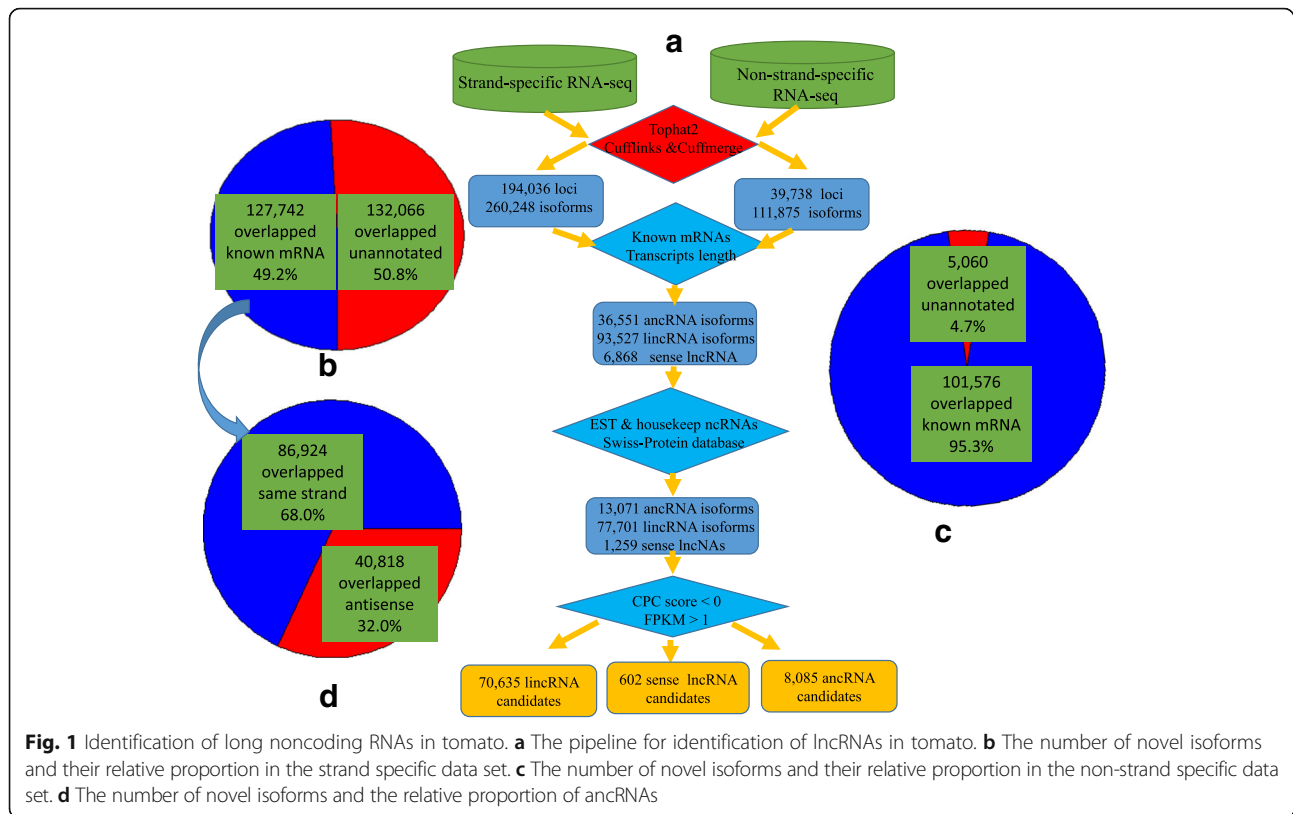 a
Strand-specific RNA-seq
Non-strand-specific
RNA-seq
Tophat2
Cufflinks &Cuffmerge
194,036 loci
260,248 isoforms
39,738 loci
111,875 isoforms
Known mRNAs
Transcripts length
36,551 ancRNA isoforms
93,527 lincRNA isoforms
6,868 sense lncRNA
EST & housekeep ncRNAs
Swiss-Protein database
13,071 ancRNA isoforms
77,701 lincRNA isoforms
1,259 sense lncNAs
CPC score < 0
FPKM > 1
70,635 lincRNA
candidates
602 sense lncRNA
candidates
8,085 ancRNA
candidates
127,742
overlapped
known mRNA
49.2%
132,066
overlapped
unannotated
50.8%
b
5,060
overlapped
unannotated
4.7%
101,576
overlapped
known mRNA
95.3%
c
86,924
overlapped
same strand
68.0%
40,818
overlapped
antisense
32.0%
d
Fig. 1 Identification of long noncoding RNAs in tomato. a The pipeline for identification of lncRNAs in tomato. b The number of novel isoforms
and their relative proportion in the strand specific data set. c The number of novel isoforms and their relative proportion in the non-strand specific data
set. d The number of novel isoforms and the relative proportion of ancRNAs